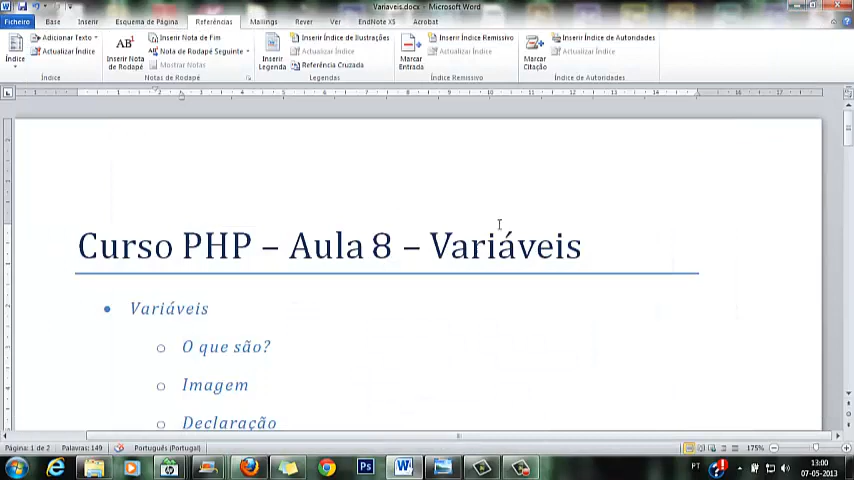 Variaveis.docx - Microsoft Word
Ficheiro Base Inserir Esquema de Página Referências Mailings Rever Ver EndNote X5 Acrobat
Índice
Adicionar Texto
Actualizar Índice
Índice
AB
Inserir Nota de Rodapé
Inserir Nota de Fim
Nota de Rodapé Seguinte
Mostrar Notas
Notas de Rodapé
Inserir Legenda
Inserir Índice de Ilustrações
Actualizar Índice
Referência Cruzada
Legendas
Marcar Entrada
Inserir Índice Remissivo
Actualizar Índice
Índice Remissivo
Marcar Citação
Inserir Índice de Autoridades
Actualizar Índice
Índice de Autoridades
Curso PHP – Aula 8 – Variáveis
Variáveis
O que são?
Imagem
Declaração
Página: 1 de 2 Palavras: 149 Português (Portugal) 175%
Ps
PT
13:00
07-05-2013